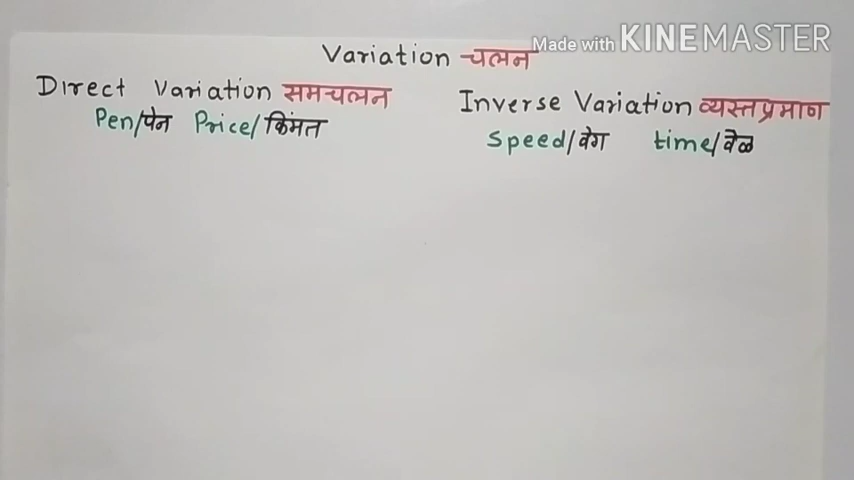 Variation चलन
Made with KINEMASTER
Direct Variation समचलन
Pen/पेन Price/किंमत
Inverse Variation व्यस्तप्रमाण
Speed/वेग time/वेळ